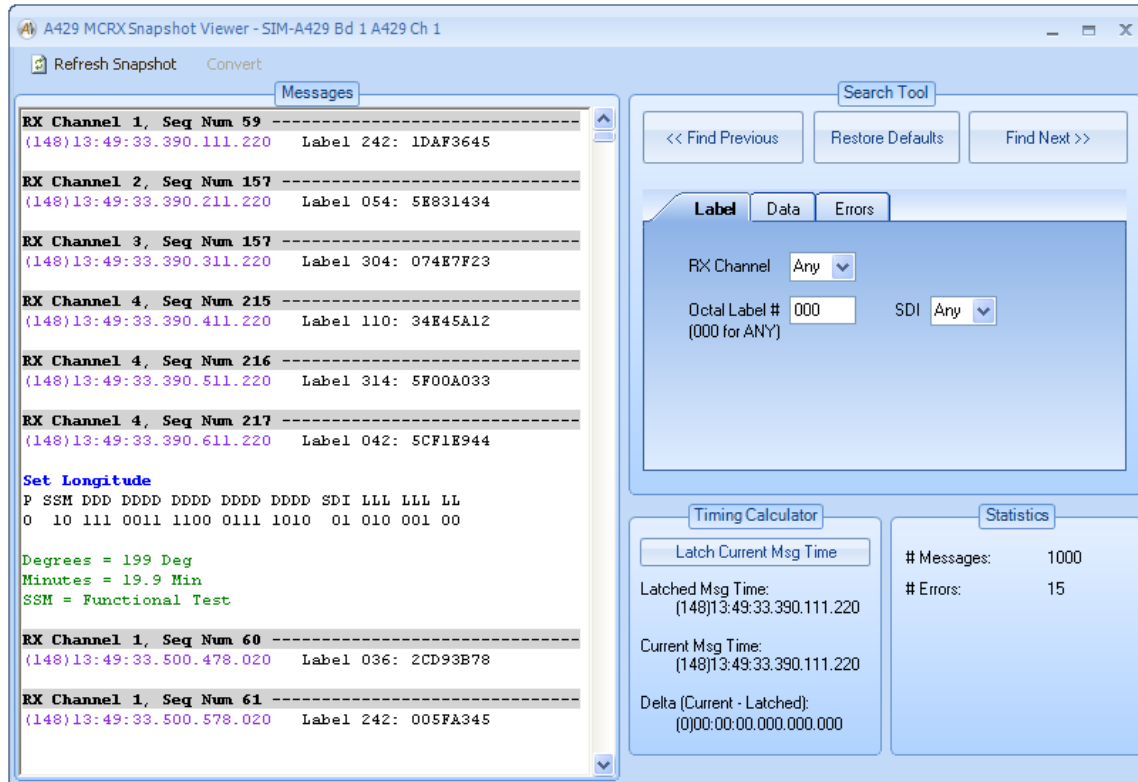 A429 MCRX Snapshot Viewer - SIM-A429 Bd 1 A429 Ch 1
Refresh Snapshot Convert
Messages
RX Channel 1, Seq Num 59 -------------------------------
(148)13:49:33.390.111.220 Label 242: 1DAF3645
RX Channel 2, Seq Num 157 ------------------------------
(148)13:49:33.390.211.220 Label 054: 5E831434
RX Channel 3, Seq Num 157 ------------------------------
(148)13:49:33.390.311.220 Label 304: 074E7F23
RX Channel 4, Seq Num 215 ------------------------------
(148)13:49:33.390.411.220 Label 110: 34E45A12
RX Channel 4, Seq Num 216 ------------------------------
(148)13:49:33.390.511.220 Label 314: 5F00A033
RX Channel 4, Seq Num 217 ------------------------------
(148)13:49:33.390.611.220 Label 042: 5CF1E944
Set Longitude
P SSM DDD DDDD DDDD DDDD DDDD SDI LLL LLL LL
0 10 111 0011 1100 0111 1010 01 010 001 00
Degrees = 199 Deg
Minutes = 19.9 Min
SSM = Functional Test
RX Channel 1, Seq Num 60 -------------------------------
(148)13:49:33.500.478.020 Label 036: 2CD93B78
RX Channel 1, Seq Num 61 -------------------------------
(148)13:49:33.500.578.020 Label 242: 005FA345
Search Tool
<< Find Previous Restore Defaults Find Next >>
Label Data Errors
RX Channel Any
Octal Label # 000 SDI Any
(000 for ANY)
Timing Calculator
Latch Current Msg Time
Latched Msg Time:
(148)13:49:33.390.111.220
Current Msg Time:
(148)13:49:33.390.111.220
Delta (Current - Latched):
(0)00:00:00.000.000.000
Statistics
# Messages: 1000
# Errors: 15